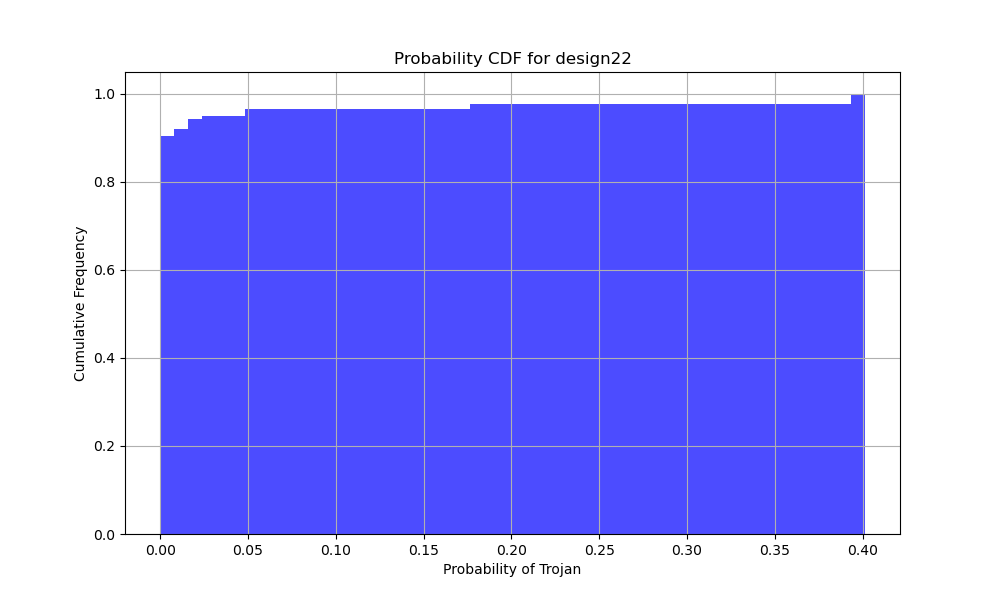 Probability CDF for design22
Cumulative Frequency
1.0
0.8
0.6
0.4
0.2
0.0
0.00 0.05 0.10 0.15 0.20 0.25 0.30 0.35 0.40
Probability of Trojan